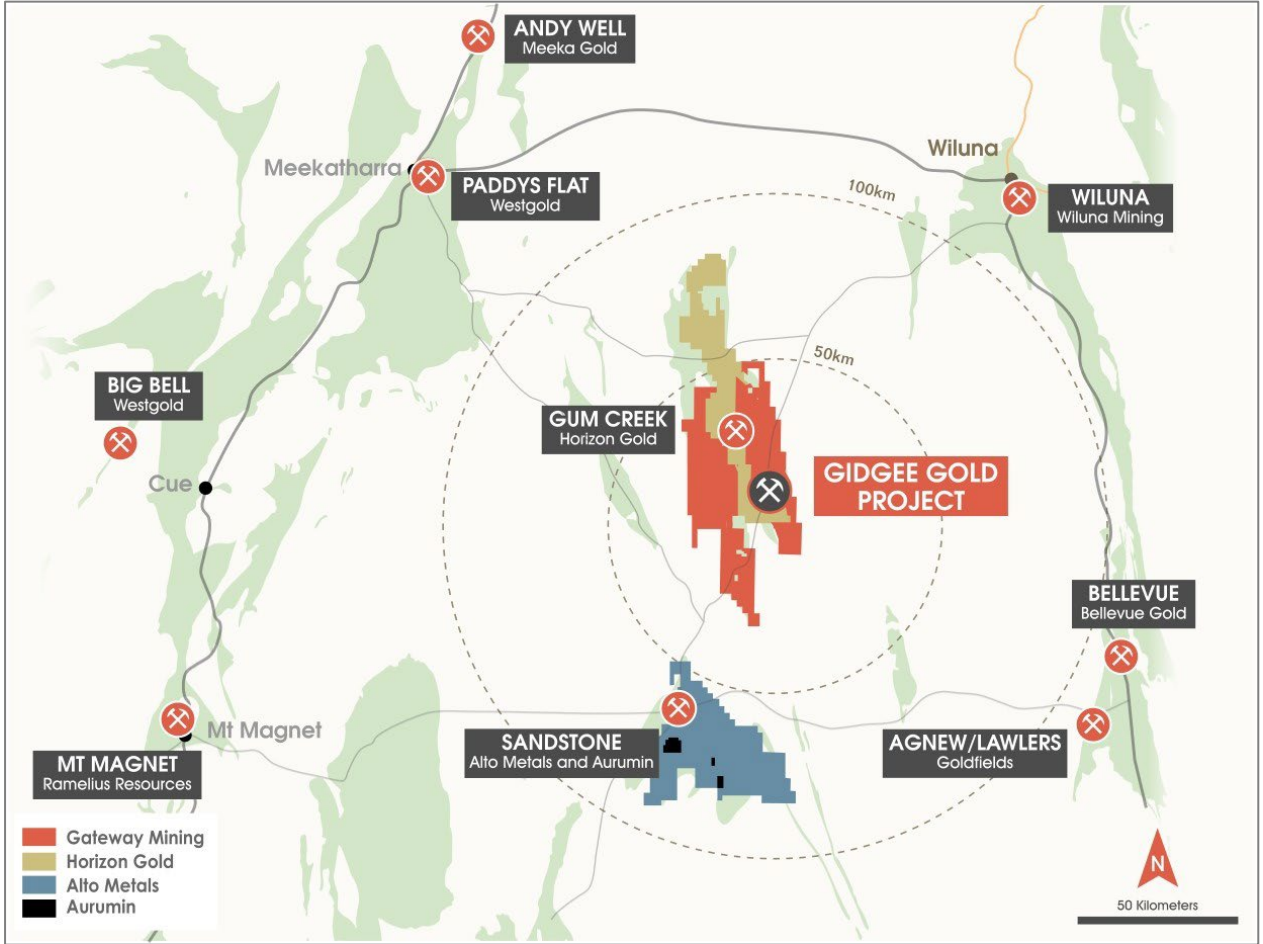 ANDY WELL
Meeka Gold
Meekatharra
PADDYS FLAT
Westgold
Wiluna
WILUNA
Wiluna Mining
100km
50km
BIG BELL
Westgold
Cue
GUM CREEK
Horizon Gold
GIDGEE GOLD
PROJECT
BELLEVUE
Bellevue Gold
Mt Magnet
MT MAGNET
Ramelius Resources
SANDSTONE
Alto Metals and Aurumin
AGNEW/LAWLERS
Goldfields
Gateway Mining
Horizon Gold
Alto Metals
Aurumin
N
50 Kilometers